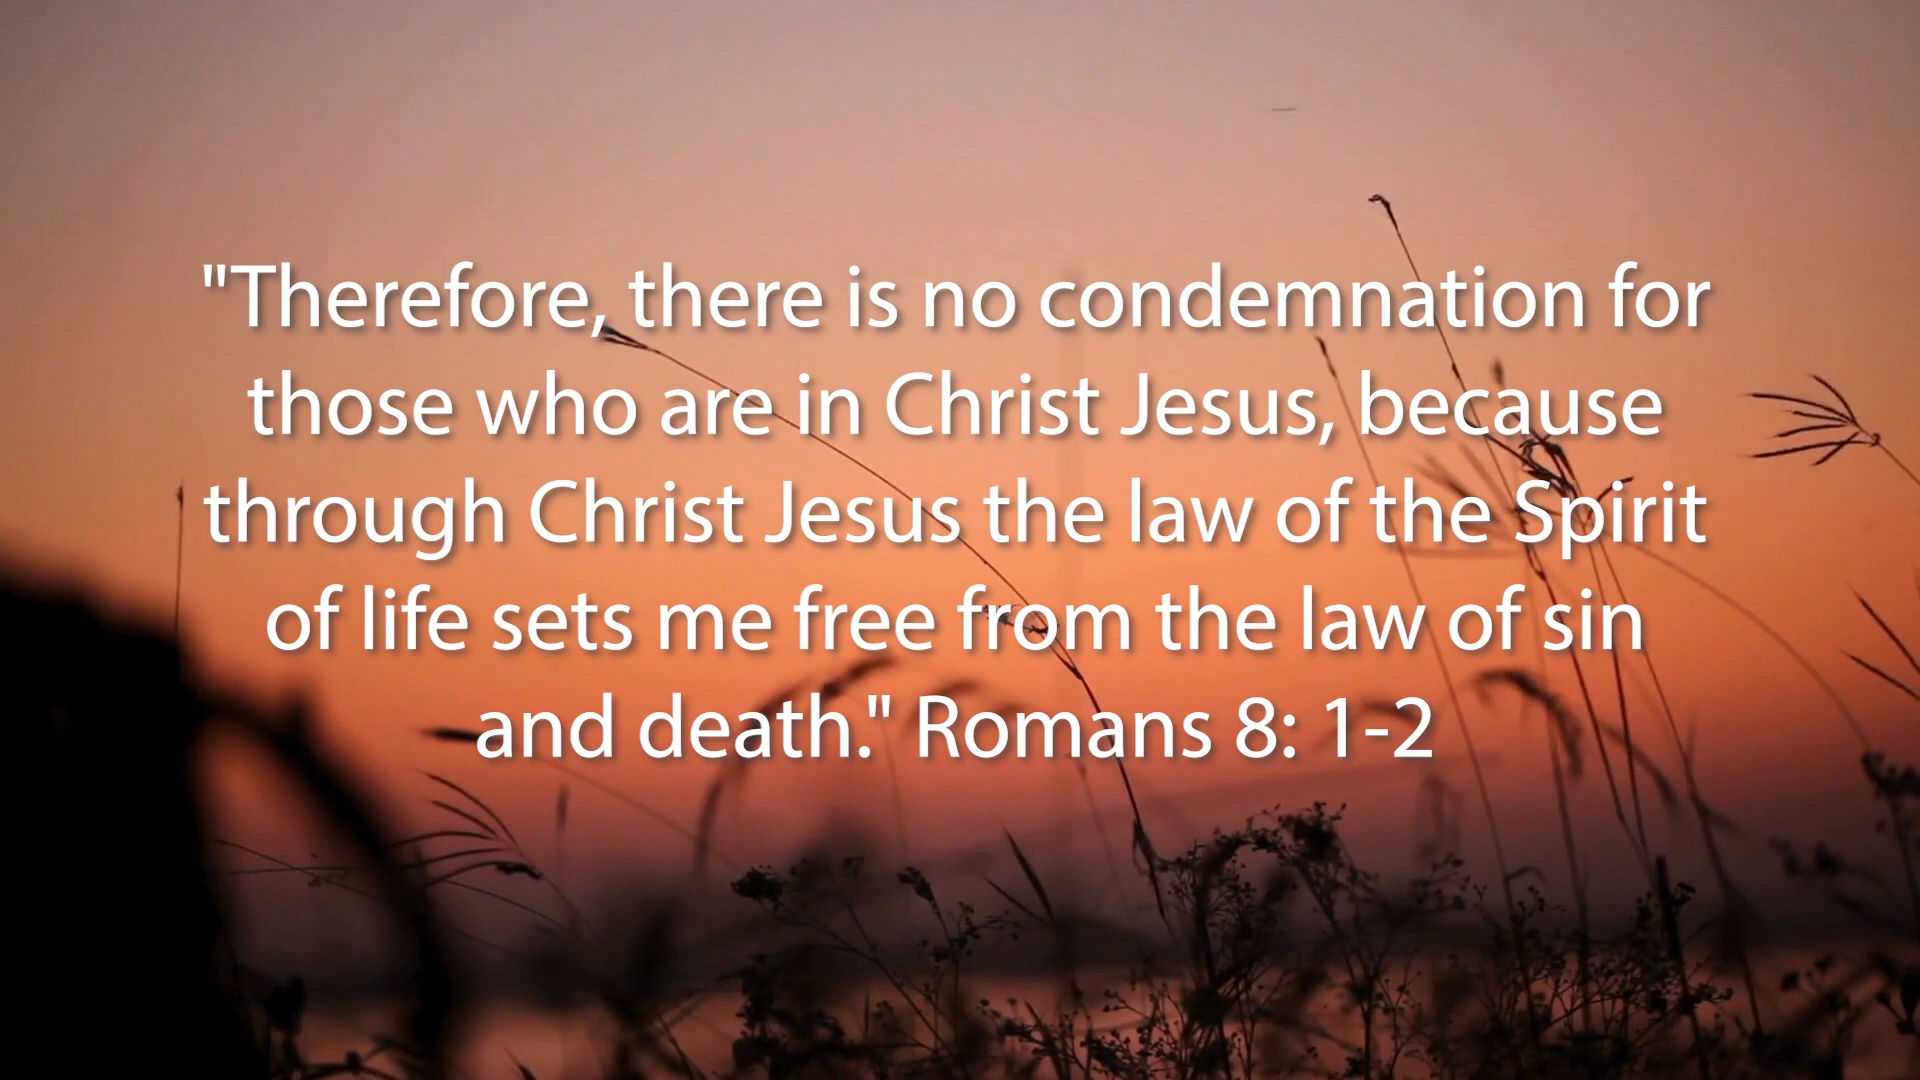 "Therefore, there is no condemnation for
those who are in Christ Jesus, because
through Christ Jesus the law of the Spirit
of life sets me free from the law of sin
and death." Romans 8: 1-2